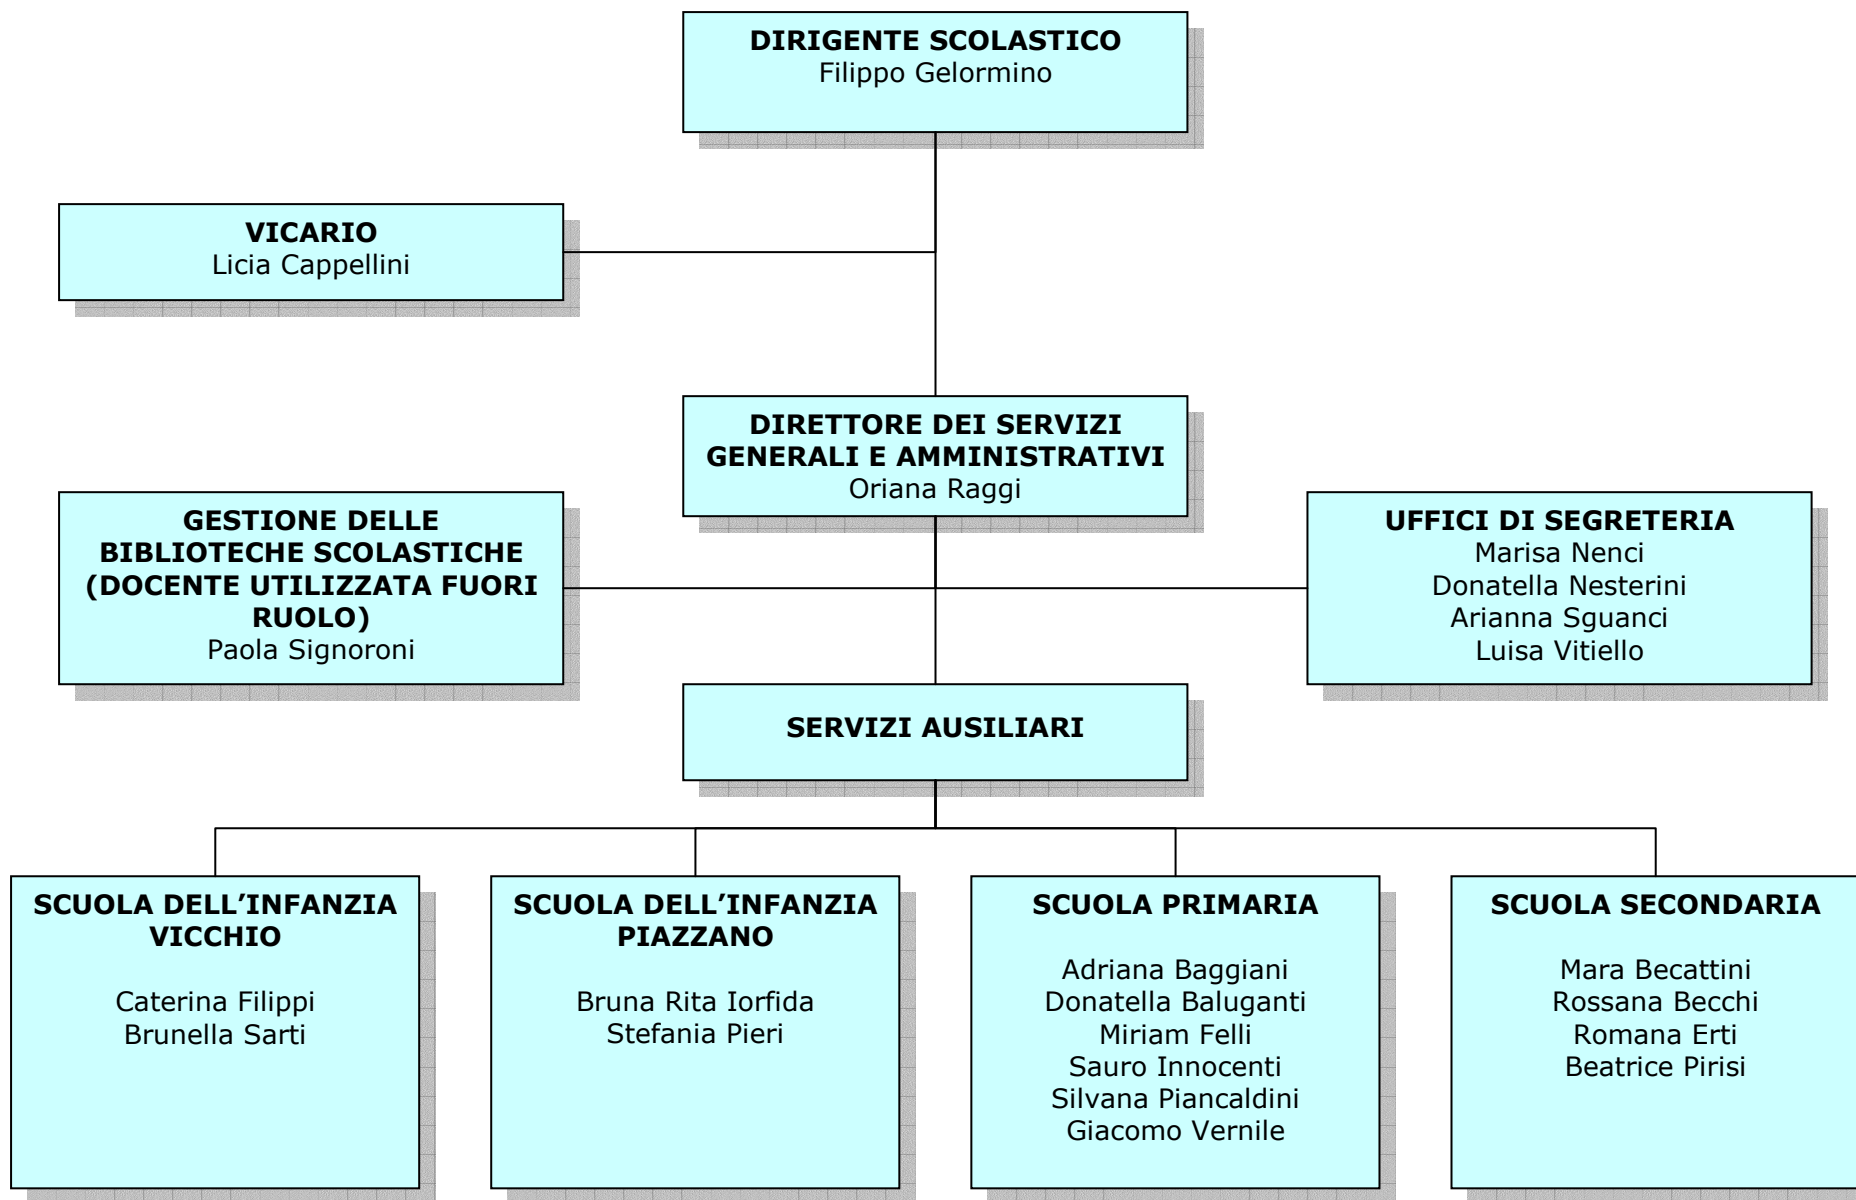 DIRIGENTE SCOLASTICO
Filippo Gelormino
VICARIO
Licia Cappellini
DIRETTORE DEI SERVIZI
GENERALI E AMMINISTRATIVI
Oriana Raggi
GESTIONE DELLE
BIBLIOTECHE SCOLASTICHE
(DOCENTE UTILIZZATA FUORI
RUOLO)
Paola Signoroni
UFFICI DI SEGRETERIA
Marisa Nenci
Donatella Nesterini
Arianna Sguanci
Luisa Vitiello
SERVIZI AUSILIARI
SCUOLA DELL’INFANZIA
VICCHIO
Caterina Filippi
Brunella Sarti
SCUOLA DELL’INFANZIA
PIAZZANO
Bruna Rita Iorfida
Stefania Pieri
SCUOLA PRIMARIA
Adriana Baggiani
Donatella Baluganti
Miriam Felli
Sauro Innocenti
Silvana Piancaldini
Giacomo Vernile
SCUOLA SECONDARIA
Mara Becattini
Rossana Becchi
Romana Erti
Beatrice Pirisi